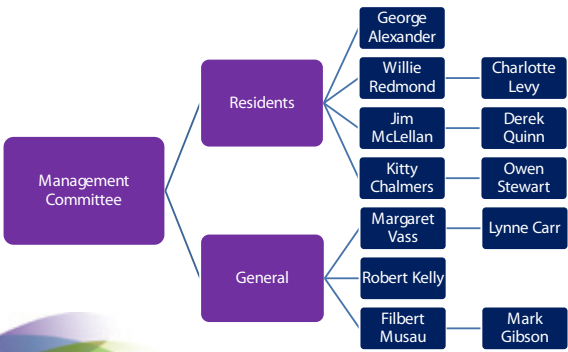 George
Alexander
Willie
Redmond
Charlotte
Levy
Residents
Jim
McLellan
Derek
Quinn
Kitty
Chalmers
Owen
Stewart
Management
Committee
Margaret
Vass
Lynne Carr
General
Robert Kelly
Filbert
Musau
Mark
Gibson